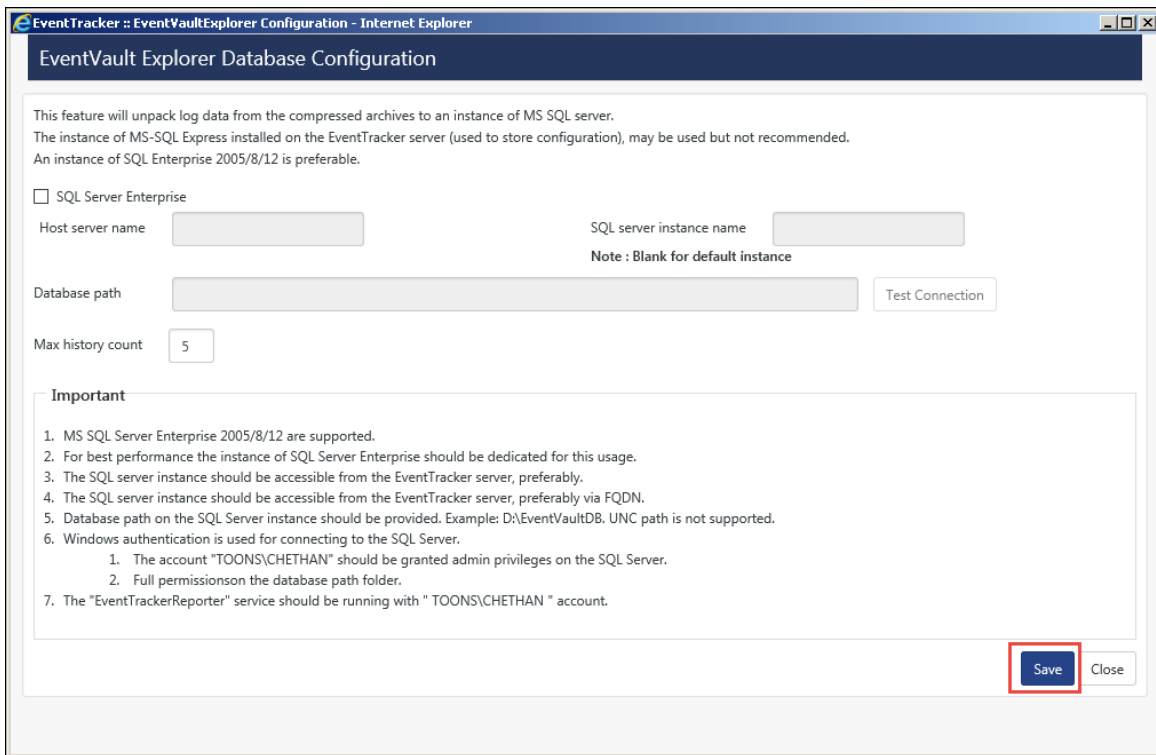 EventTracker :: EventVaultExplorer Configuration - Internet Explorer
EventVault Explorer Database Configuration
This feature will unpack log data from the compressed archives to an instance of MS SQL server.
The instance of MS-SQL Express installed on the EventTracker server (used to store configuration), may be used but not recommended.
An instance of SQL Enterprise 2005/8/12 is preferable.
SQL Server Enterprise
Host server name SQL server instance name
Note : Blank for default instance
Database path Test Connection
Max history count 5
Important
1. MS SQL Server Enterprise 2005/8/12 are supported.
2. For best performance the instance of SQL Server Enterprise should be dedicated for this usage.
3. The SQL server instance should be accessible from the EventTracker server, preferably.
4. The SQL server instance should be accessible from the EventTracker server, preferably via FQDN.
5. Database path on the SQL Server instance should be provided. Example: D:\EventVaultDB. UNC path is not supported.
6. Windows authentication is used for connecting to the SQL Server.
1. The account "TOONS\CHETHAN" should be granted admin privileges on the SQL Server.
2. Full permissionson the database path folder.
7. The "EventTrackerReporter" service should be running with " TOONS\CHETHAN " account.
Save Close